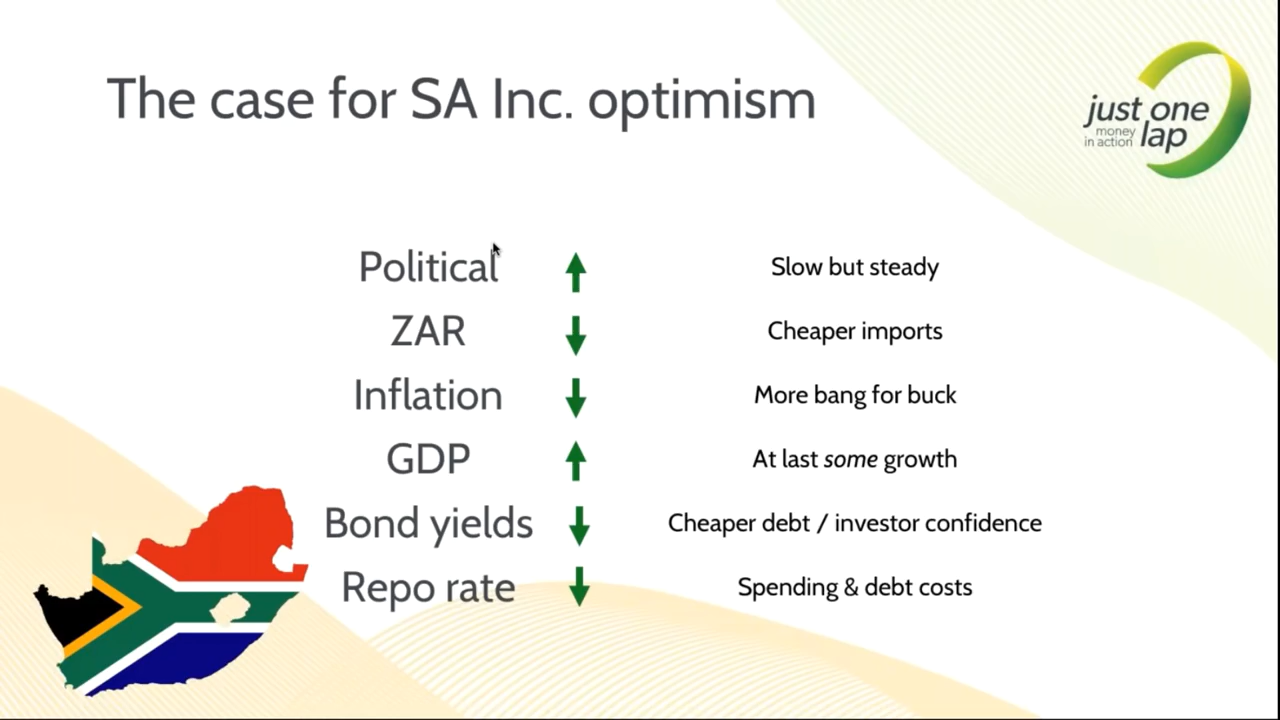 The case for SA Inc. optimism
just one
money
in action lap
Political Slow but steady
ZAR Cheaper imports
Inflation More bang for buck
GDP At last some growth
Bond yields Cheaper debt / investor confidence
Repo rate Spending & debt costs